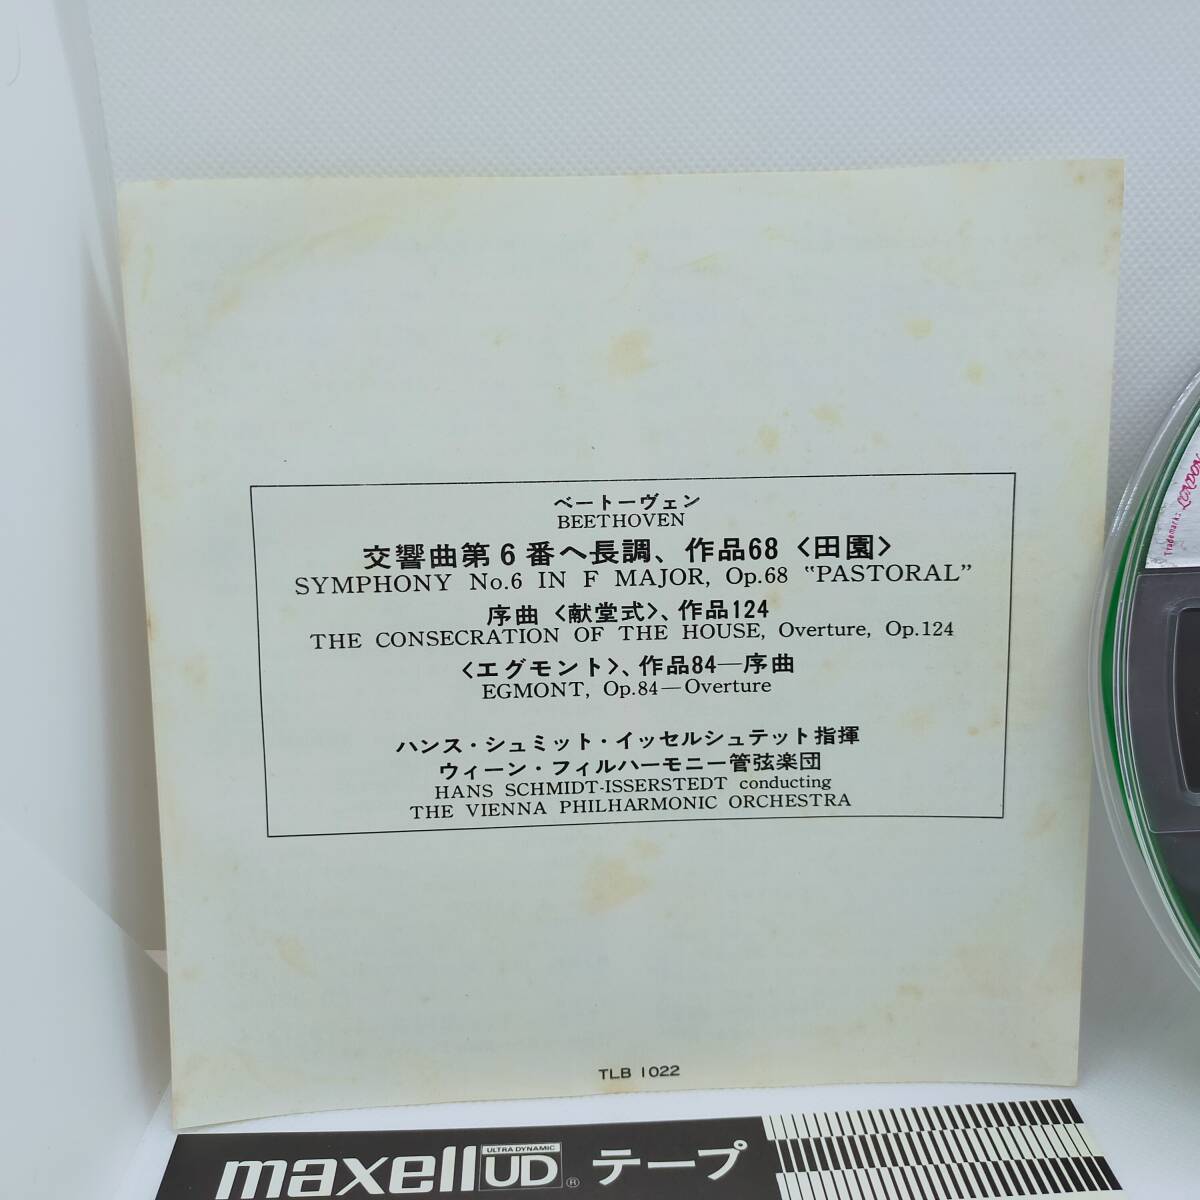 ベートーヴェン
BEETHOVEN
交響曲第6番ヘ長調、作品68〈田園〉
SYMPHONY No.6 IN F MAJOR, Op.68 “PASTORAL”
序曲〈献堂式〉、作品124
THE CONSECRATION OF THE HOUSE, Overture, Op.124
〈エグモント〉、作品84—序曲
EGMONT, Op.84—Overture
ハンス・シュミット・イッセルシュテット指揮
ウィーン・フィルハーモニー管弦楽団
HANS SCHMIDT-ISSERSTEDT conducting
THE VIENNA PHILHARMONIC ORCHESTRA
TLB 1022
Trademark: LONDON
maxell ULTRA DYNAMIC UD® テープ